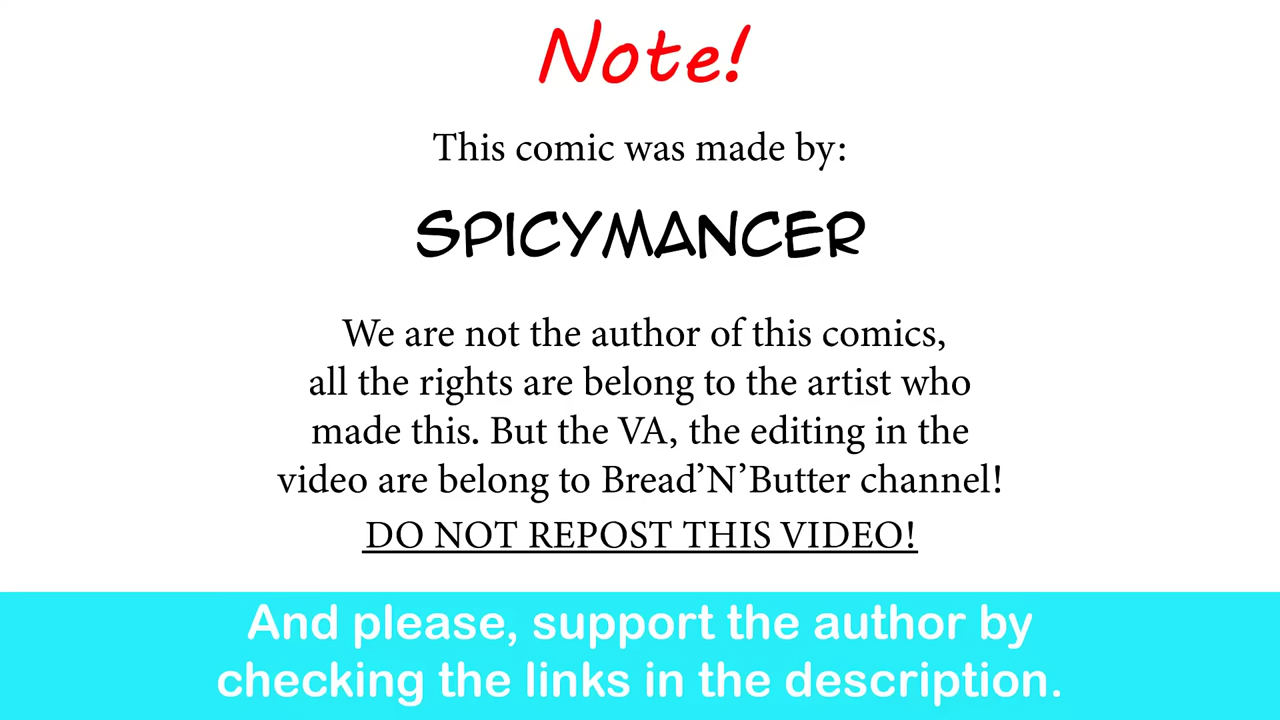 Note!
This comic was made by:
SPICYMANCER
We are not the author of this comics,
all the rights are belong to the artist who
made this. But the VA, the editing in the
video are belong to Bread’N’Butter channel!
DO NOT REPOST THIS VIDEO!
And please, support the author by
checking the links in the description.